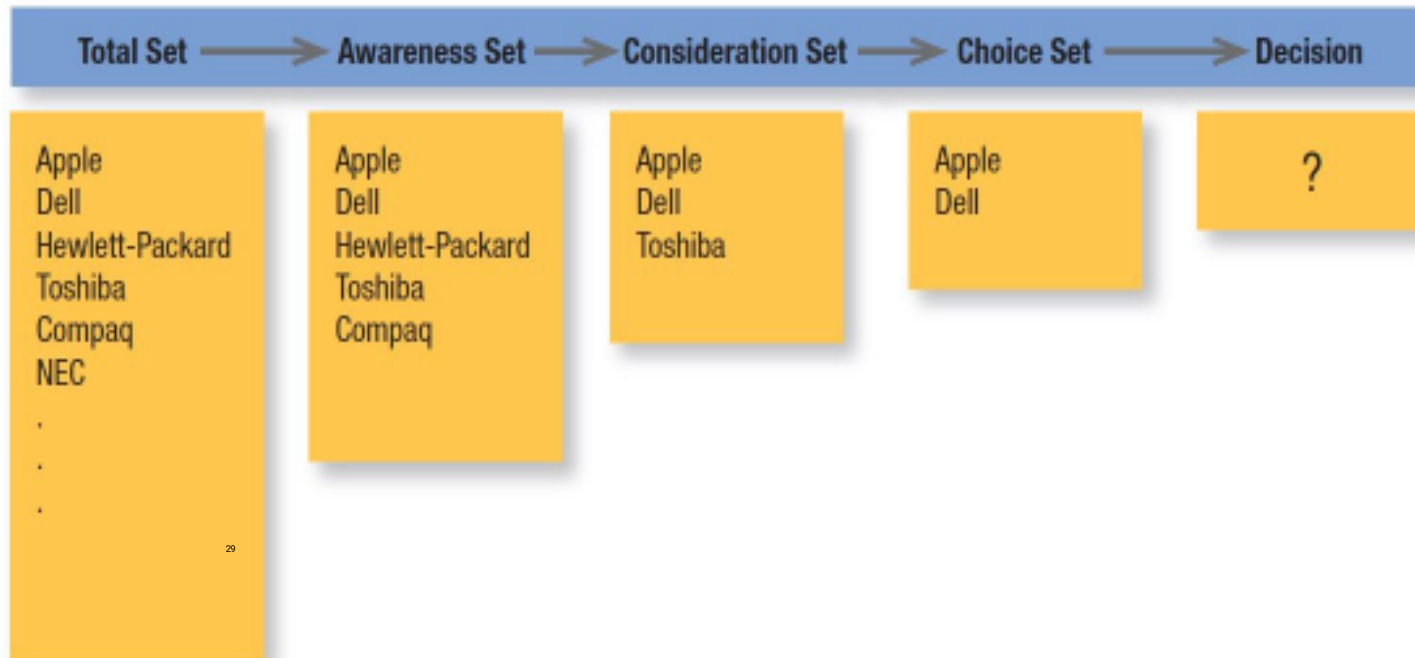 Total Set Awareness Set Consideration Set Choice Set Decision
Apple
Dell
Hewlett-Packard
Toshiba
Compaq
NEC
.
.
.
29
Apple
Dell
Hewlett-Packard
Toshiba
Compaq
Apple
Dell
Toshiba
Apple
Dell
?